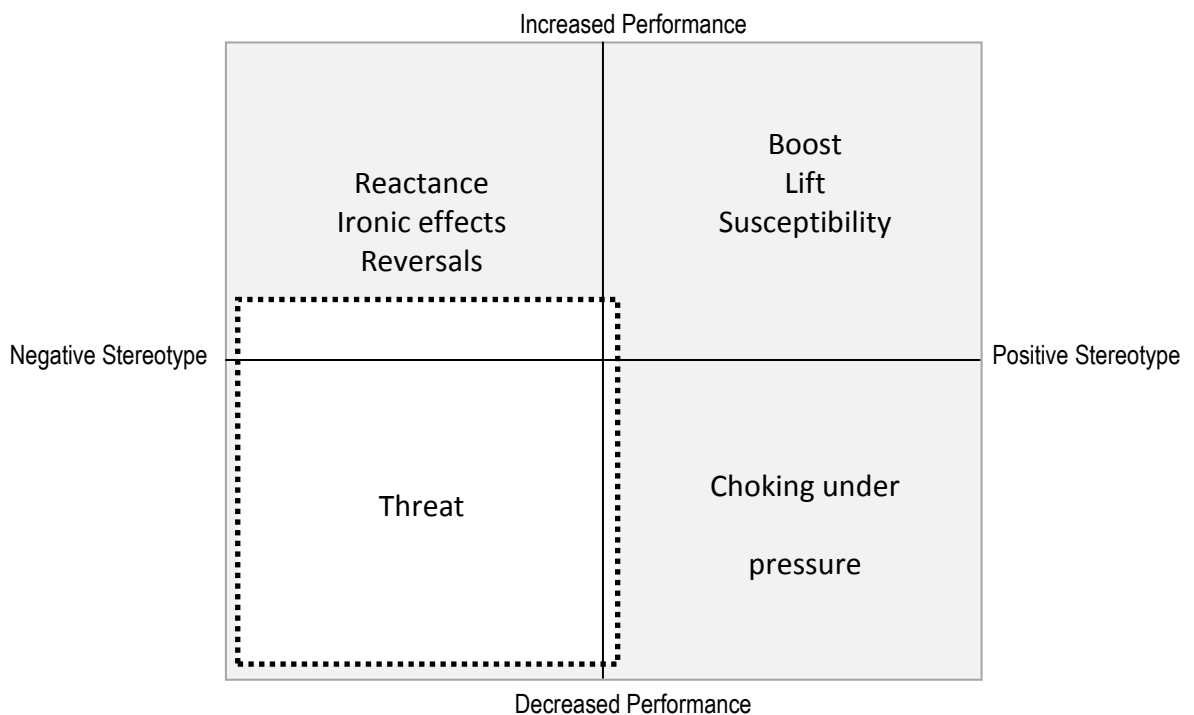 Increased Performance
Boost
Lift
Susceptibility
Reactance
Ironic effects
Reversals
Negative Stereotype
Positive Stereotype
Threat
Choking under
pressure
Decreased Performance